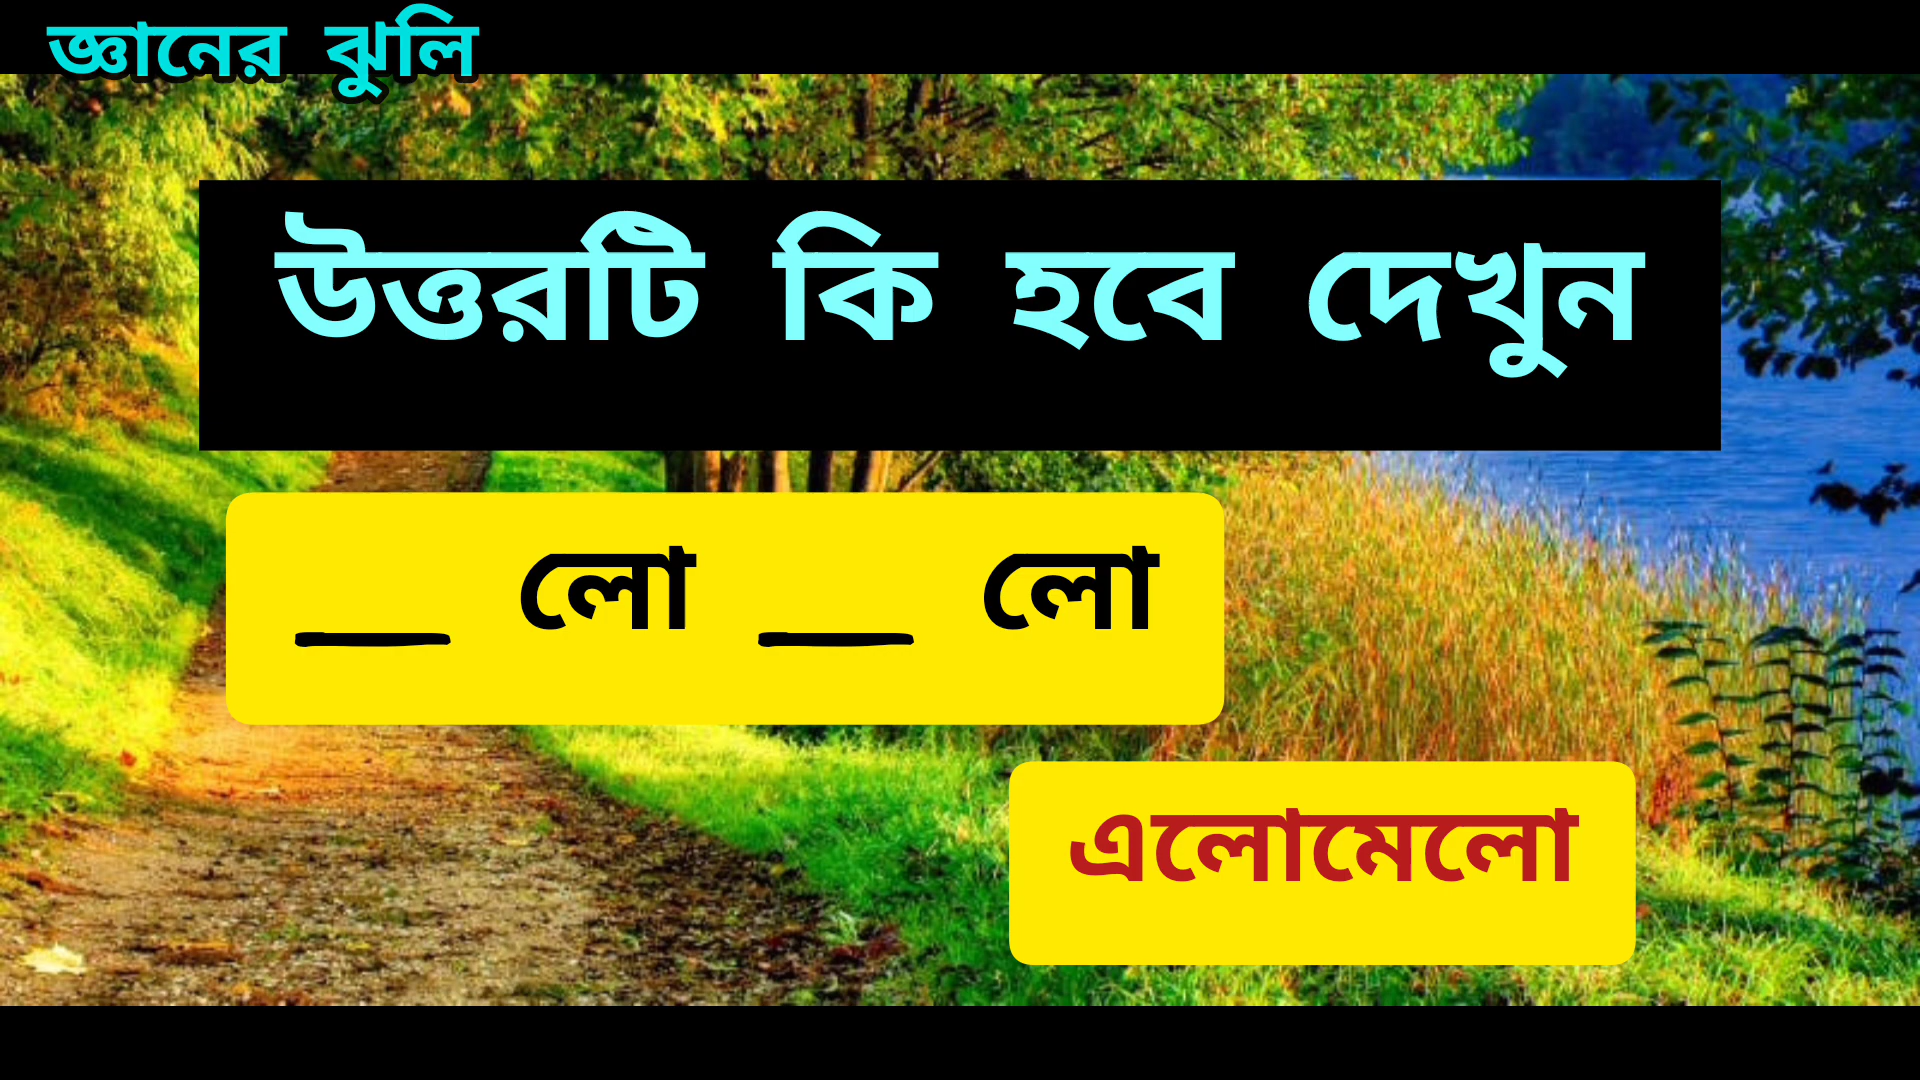 জ্ঞানের ঝুলি
উত্তরটি কি হবে দেখুন
__ লো __ লো
এলোমেলো